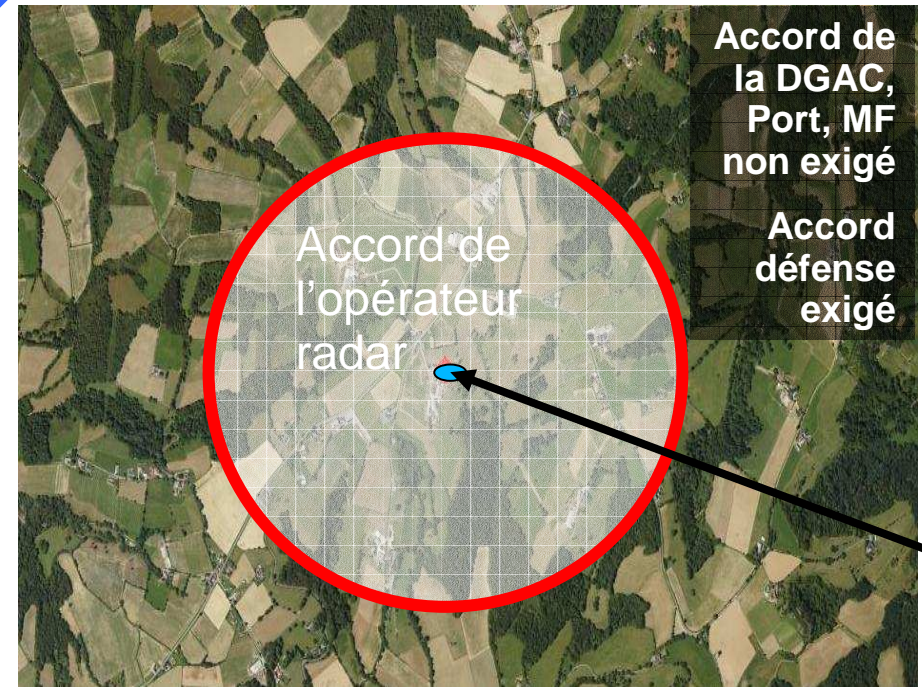 Accord de
la DGAC,
Port, MF
non exigé
Accord
défense
exigé
Accord de
l'opérateur
radar